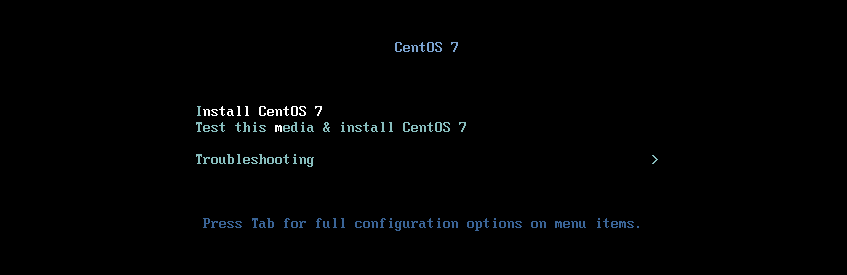 CentOS 7
Install CentOS 7
Test this media & install CentOS 7
Troubleshooting >
Press Tab for full configuration options on menu items.